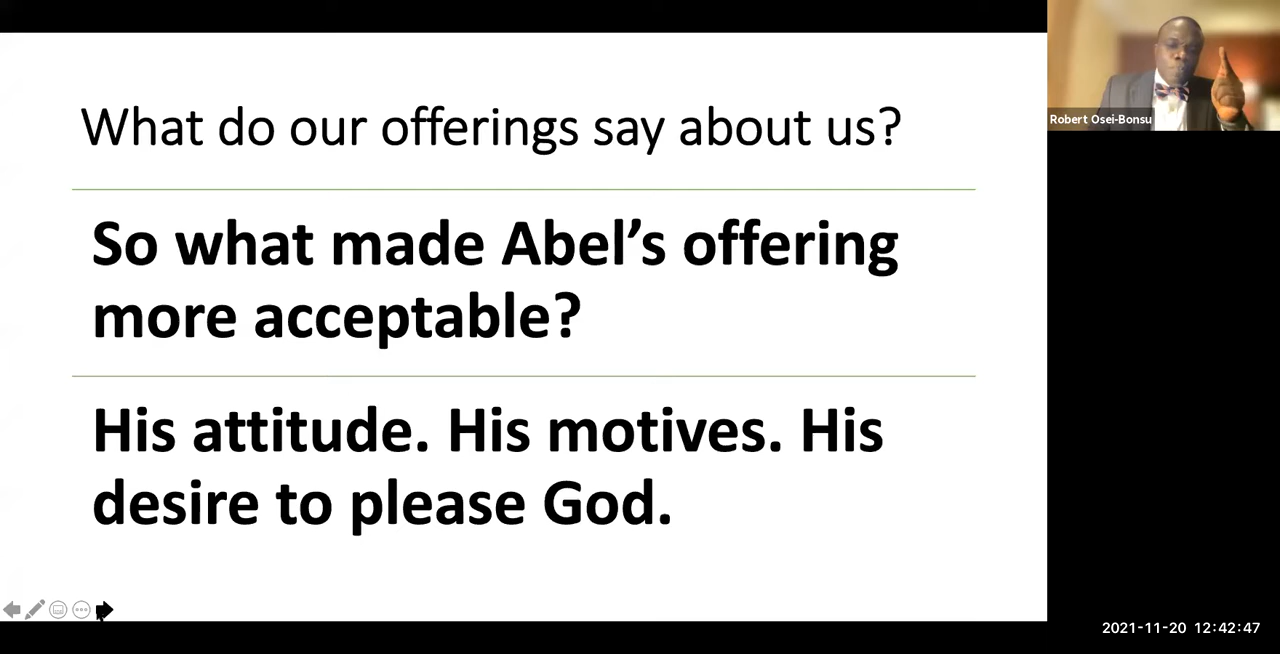 What do our offerings say about us?
So what made Abel’s offering
more acceptable?
His attitude. His motives. His
desire to please God.
Robert Osei-Bonsu
2021-11-20 12:42:47